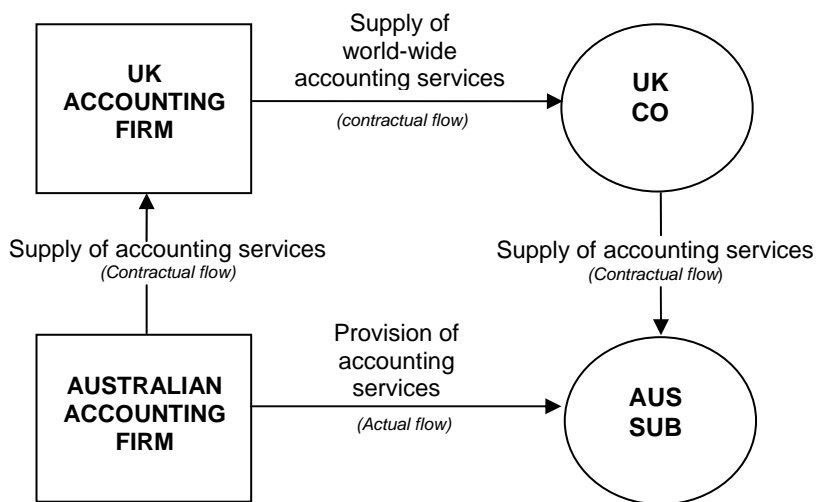 Supply of
world-wide
accounting services
(contractual flow)
UK
ACCOUNTING
FIRM
UK
CO
Supply of accounting services
(Contractual flow)
Supply of accounting services
(Contractual flow)
Provision of
accounting
services
(Actual flow)
AUSTRALIAN
ACCOUNTING
FIRM
AUS
SUB